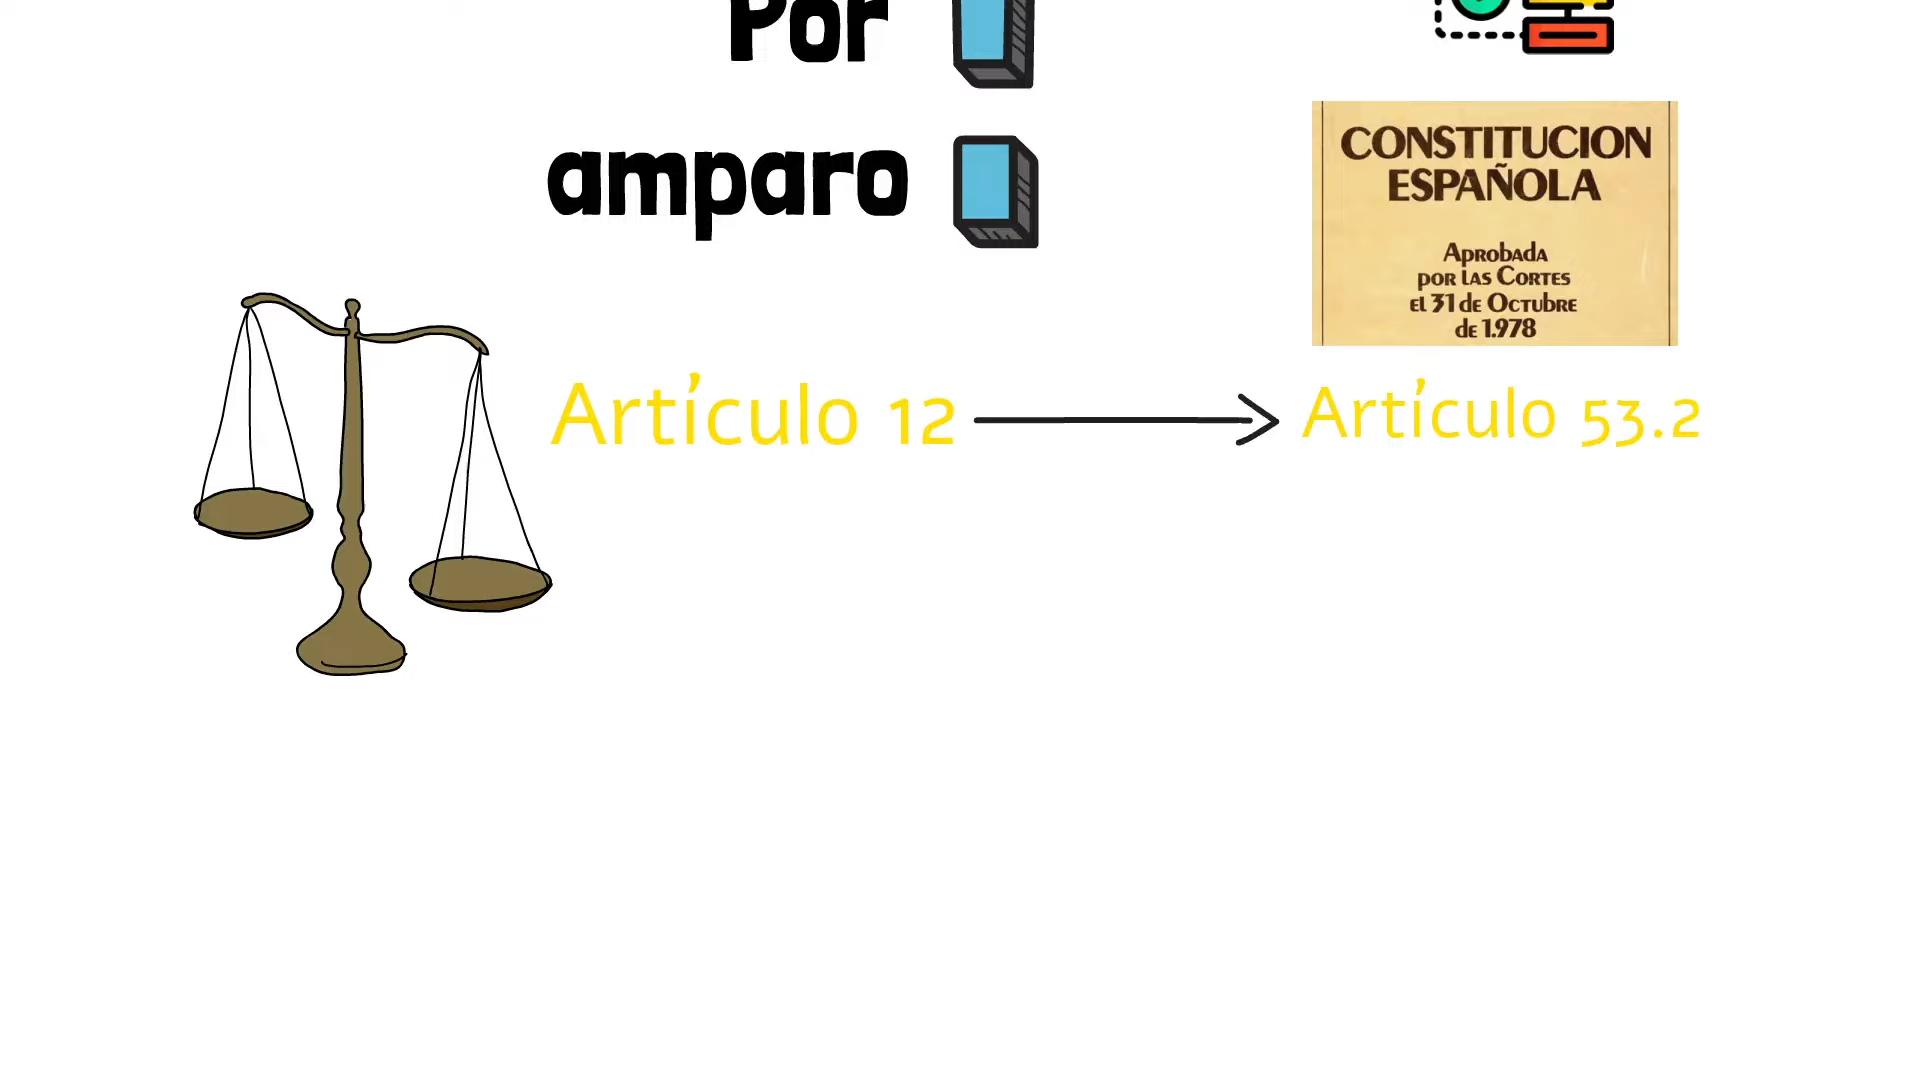 Por
amparo
CONSTITUCION
ESPAÑOLA
Aprobada
por las Cortes
el 31 de Octubre
de 1.978
Artículo 12
Artículo 53.2